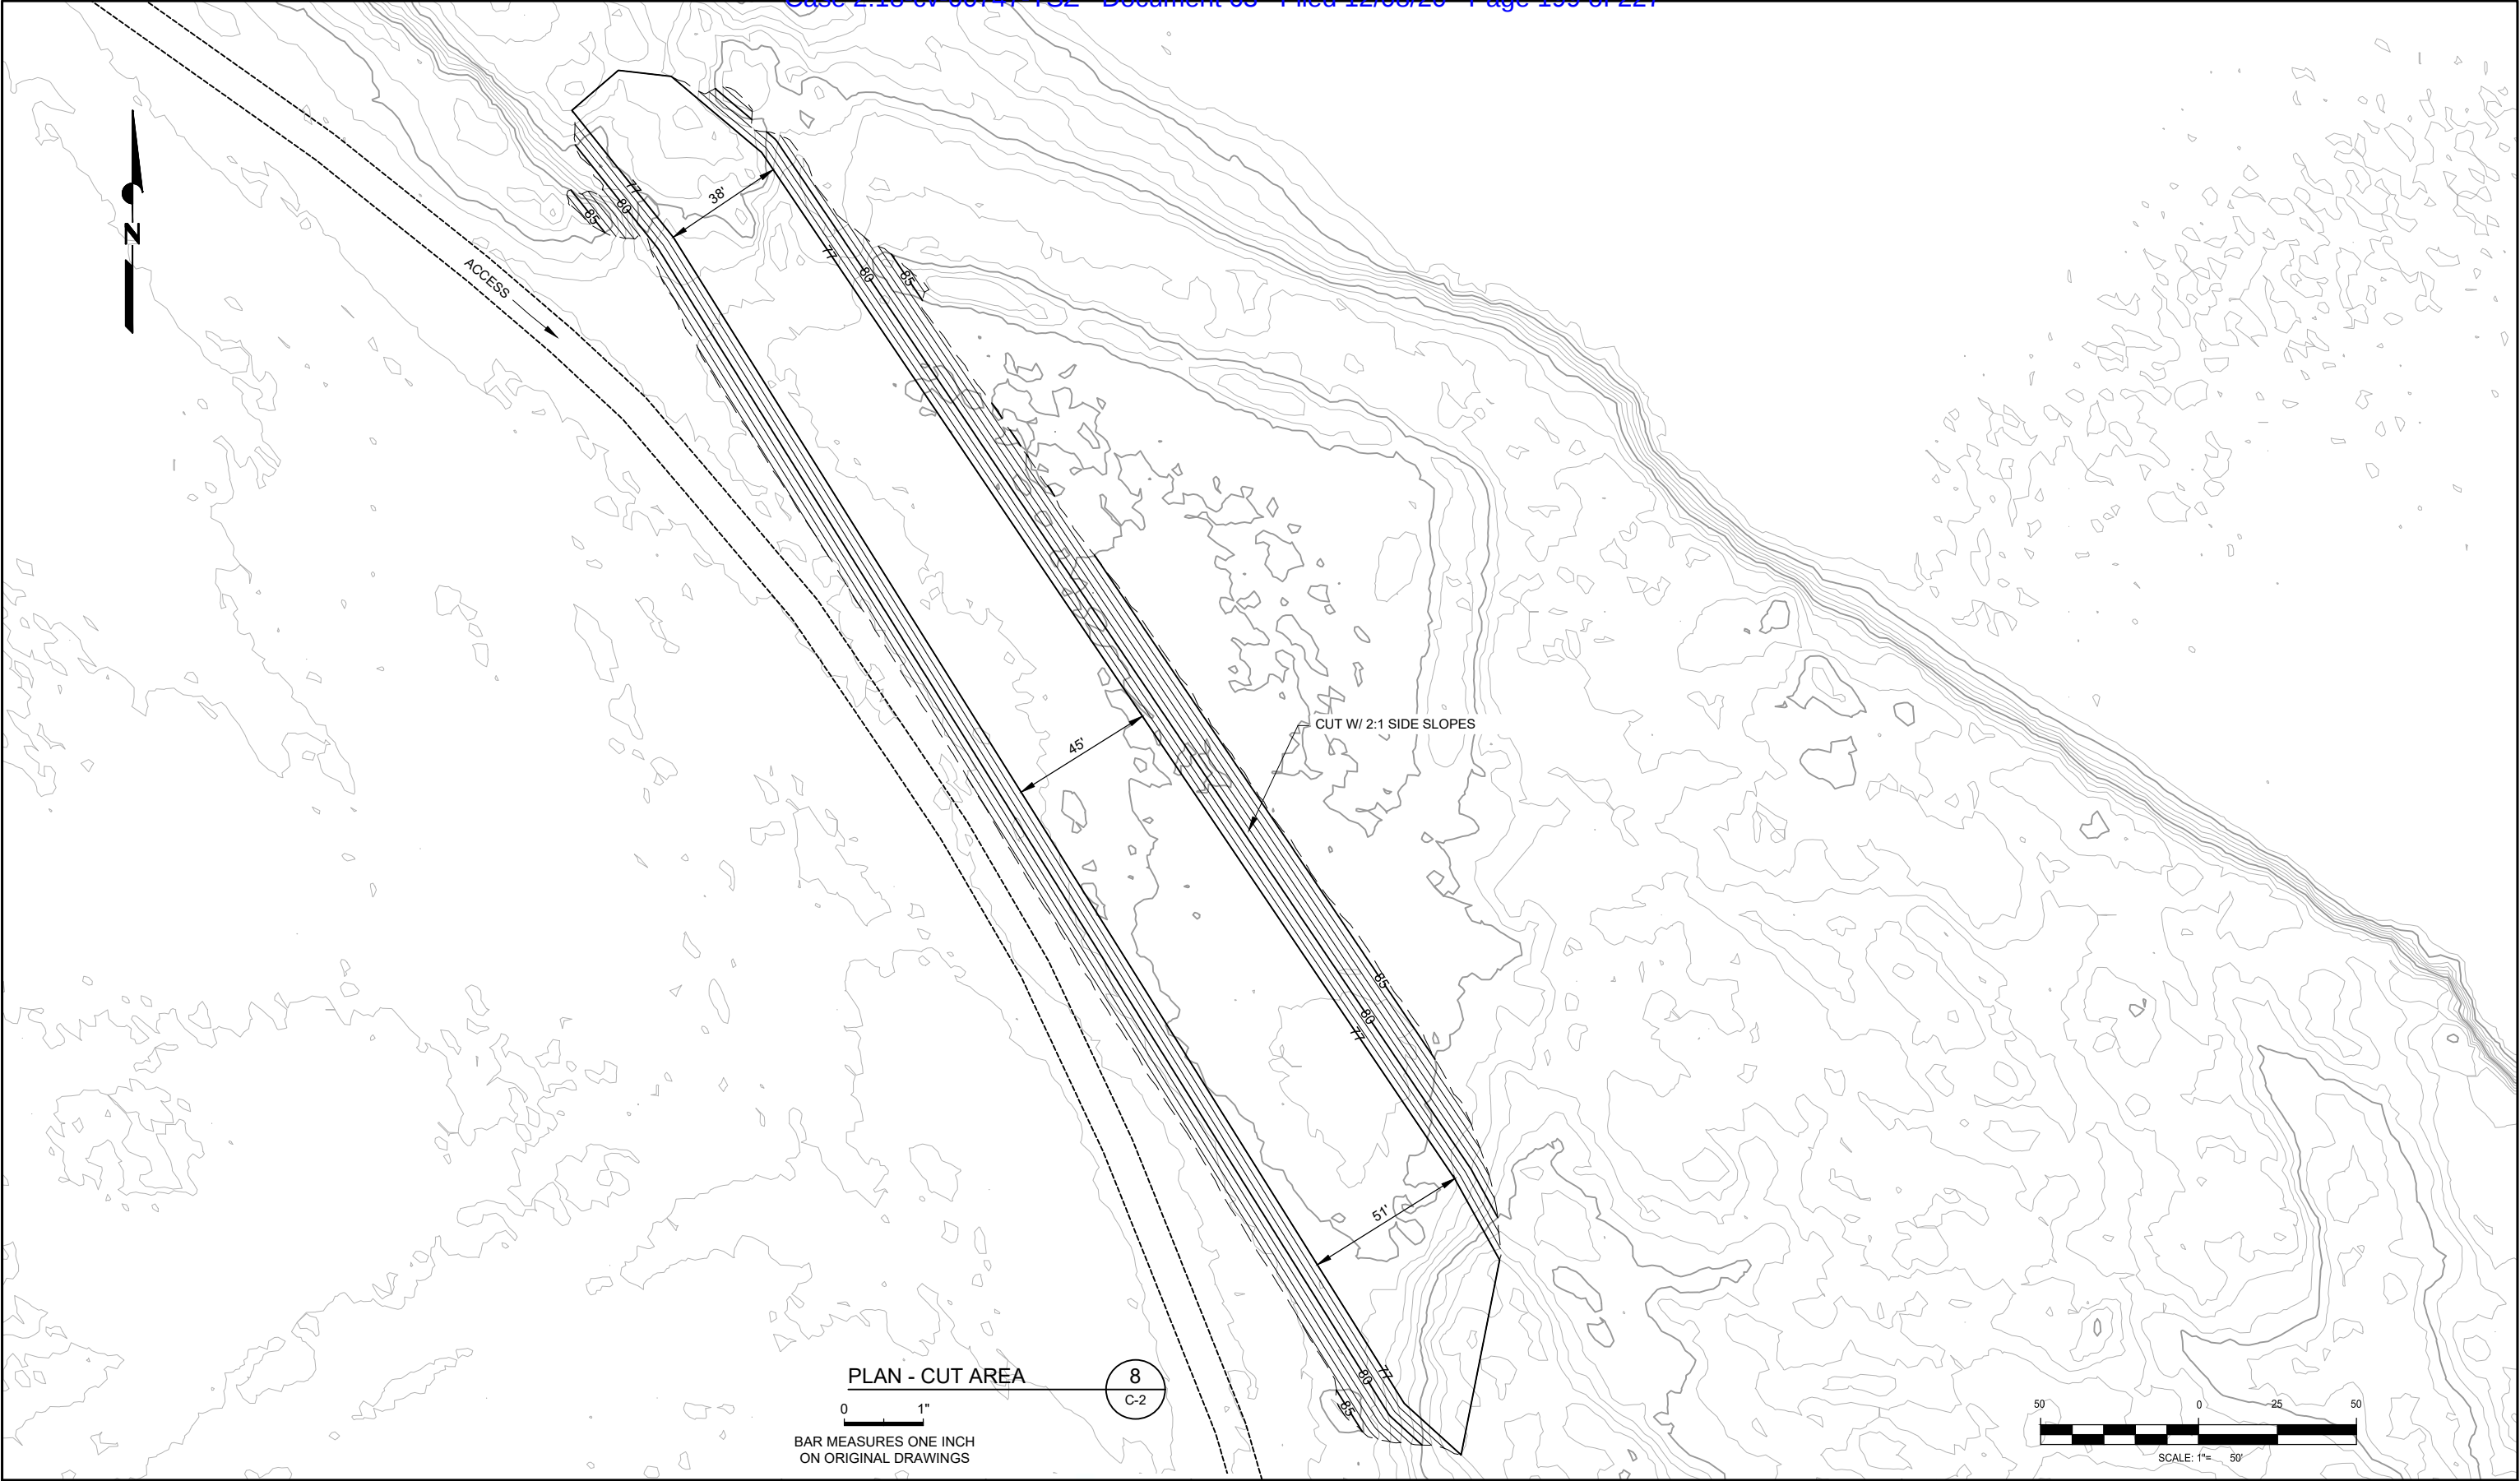 N
ACCESS
77
80
85
38'
77
80
85
45'
CUT W/ 2:1 SIDE SLOPES
85
80
77
51'
77
80
85
PLAN - CUT AREA
8
C-2
0 1"
BAR MEASURES ONE INCH
ON ORIGINAL DRAWINGS
50 0 25 50
SCALE: 1"= 50'